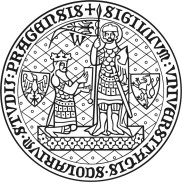 SIGILLVM : VNIVERSITATIS · SCOLARIVM · STVDII : PRAGENSIS